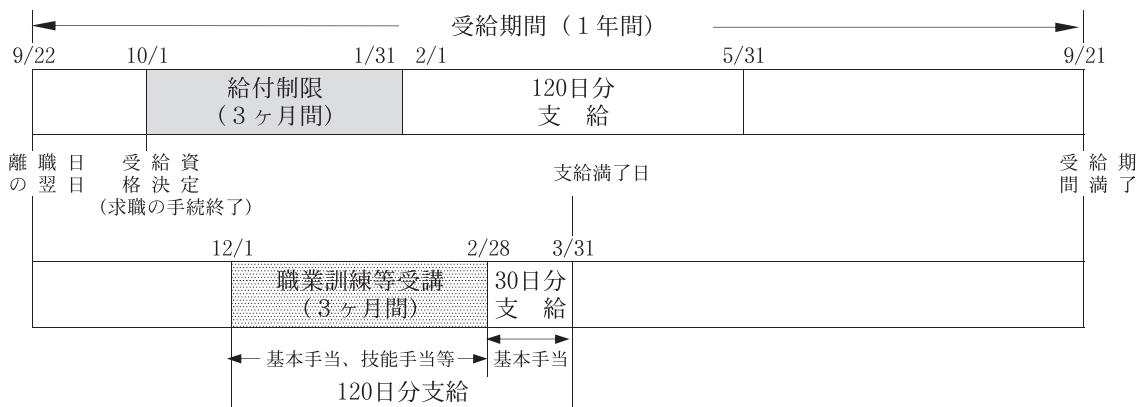 受給期間（１年間）
9/22 10/1 1/31 2/1 5/31 9/21
給付制限 120日分
（３ヶ月間） 支　給
離職日 受給資 支給満了日 受給期
の翌日 格決定 間満了
（求職の手続終了）
12/1 2/28 3/31
職業訓練等受講 30日分
（３ヶ月間） 支　給
基本手当、技能手当等 基本手当
120日分支給